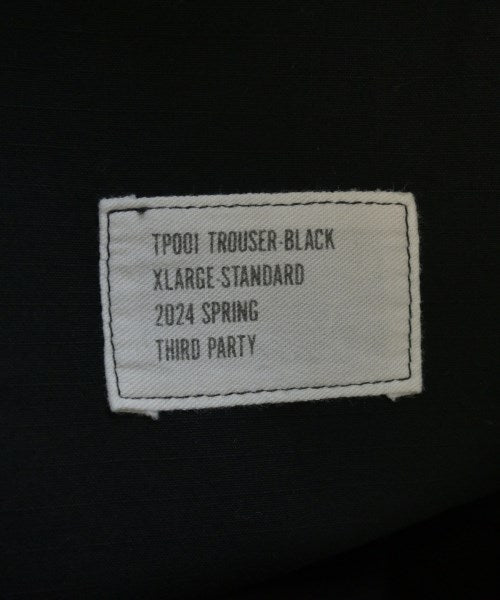 TP001 TROUSER-BLACK
XLARGE-STANDARD
2024 SPRING
THIRD PARTY